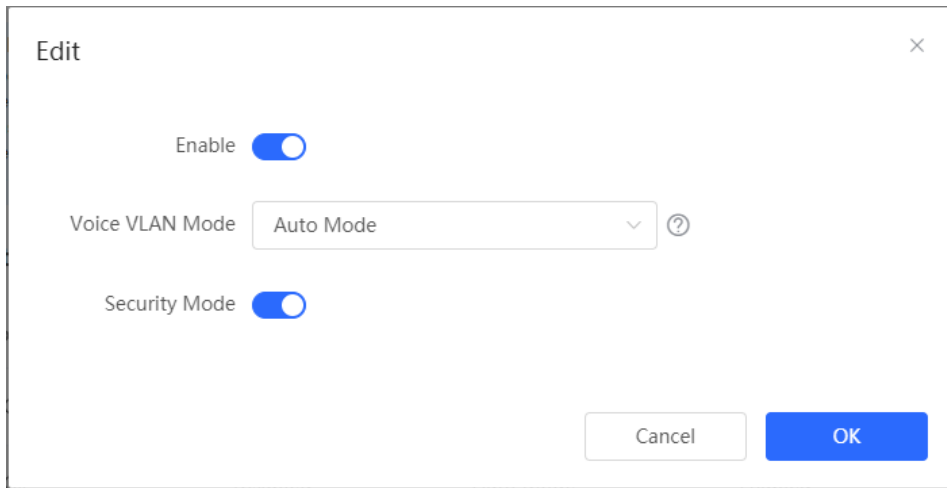 Edit
Enable
Voice VLAN Mode Auto Mode
Security Mode
Cancel OK